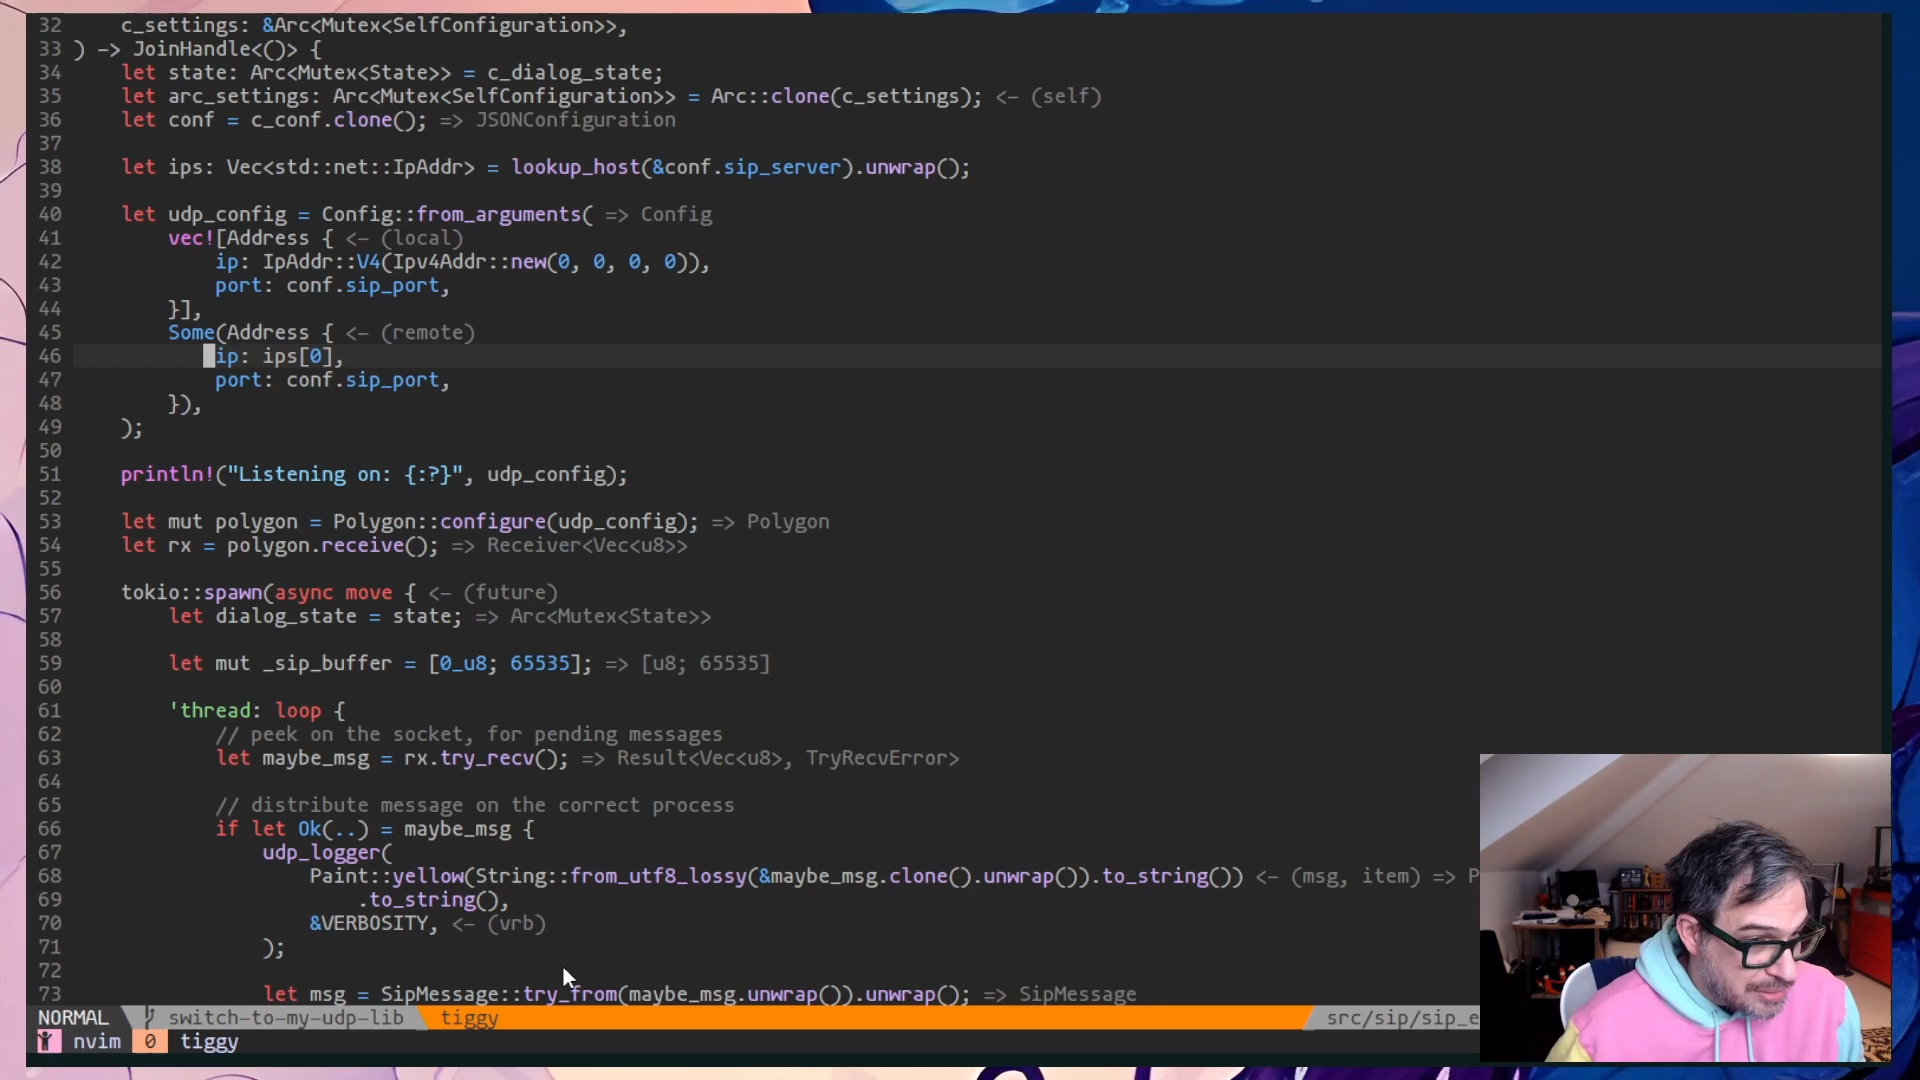 32     c_settings: &Arc<Mutex<SelfConfiguration>>,
33 ) -> JoinHandle<()> {
34     let state: Arc<Mutex<State>> = c_dialog_state;
35     let arc_settings: Arc<Mutex<SelfConfiguration>> = Arc::clone(c_settings); <- (self)
36     let conf = c_conf.clone(); => JSONConfiguration
37
38     let ips: Vec<std::net::IpAddr> = lookup_host(&conf.sip_server).unwrap();
39
40     let udp_config = Config::from_arguments( => Config
41         vec![Address { <- (local)
42             ip: IpAddr::V4(Ipv4Addr::new(0, 0, 0, 0)),
43             port: conf.sip_port,
44         }],
45         Some(Address { <- (remote)
46             ip: ips[0],
47             port: conf.sip_port,
48         }),
49     );
50
51     println!("Listening on: {:?}", udp_config);
52
53     let mut polygon = Polygon::configure(udp_config); => Polygon
54     let rx = polygon.receive(); => Receiver<Vec<u8>>
55
56     tokio::spawn(async move { <- (future)
57         let dialog_state = state; => Arc<Mutex<State>>
58
59         let mut _sip_buffer = [0_u8; 65535]; => [u8; 65535]
60
61         'thread: loop {
62             // peek on the socket, for pending messages
63             let maybe_msg = rx.try_recv(); => Result<Vec<u8>, TryRecvError>
64
65             // distribute message on the correct process
66             if let Ok(..) = maybe_msg {
67                 udp_logger(
68                     Paint::yellow(String::from_utf8_lossy(&maybe_msg.clone().unwrap()).to_string()) <- (msg, item) => P
69                         .to_string(),
70                     &VERBOSITY, <- (vrb)
71                 );
72
73                 let msg = SipMessage::try_from(maybe_msg.unwrap()).unwrap(); => SipMessage
NORMAL switch-to-my-udp-lib tiggy src/sip/sip_e
nvim 0 tiggy